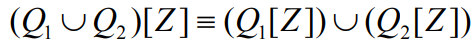 (Q₁ ∪ Q₂)[Z] ≡ (Q₁[Z]) ∪ (Q₂[Z])